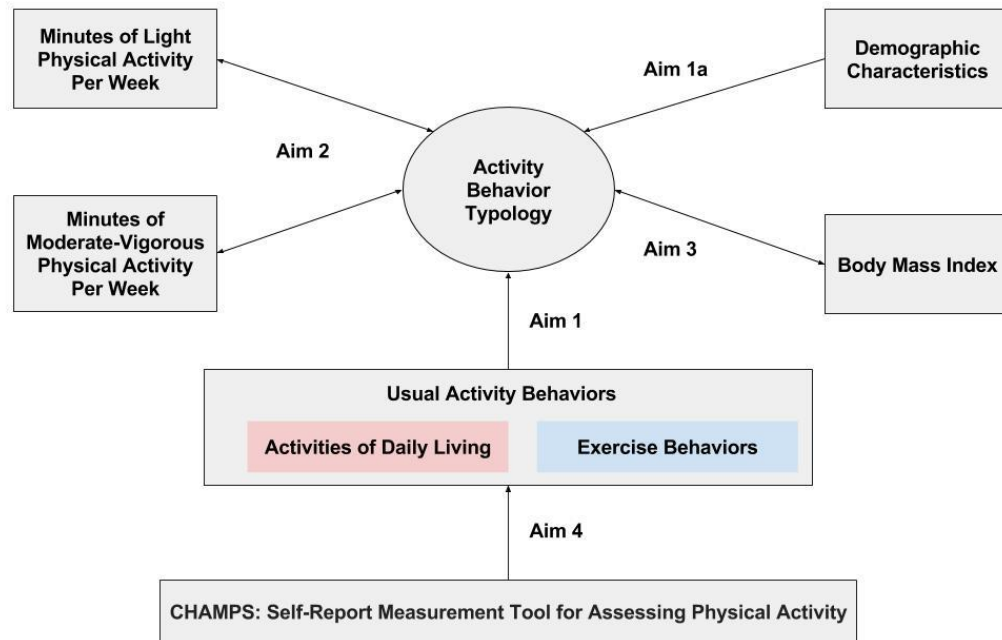 Minutes of Light
Physical Activity
Per Week
Demographic
Characteristics
Aim 1a
Aim 2
Activity
Behavior
Typology
Minutes of
Moderate-Vigorous
Physical Activity
Per Week
Aim 3
Body Mass Index
Aim 1
Usual Activity Behaviors
Activities of Daily Living
Exercise Behaviors
Aim 4
CHAMPS: Self-Report Measurement Tool for Assessing Physical Activity